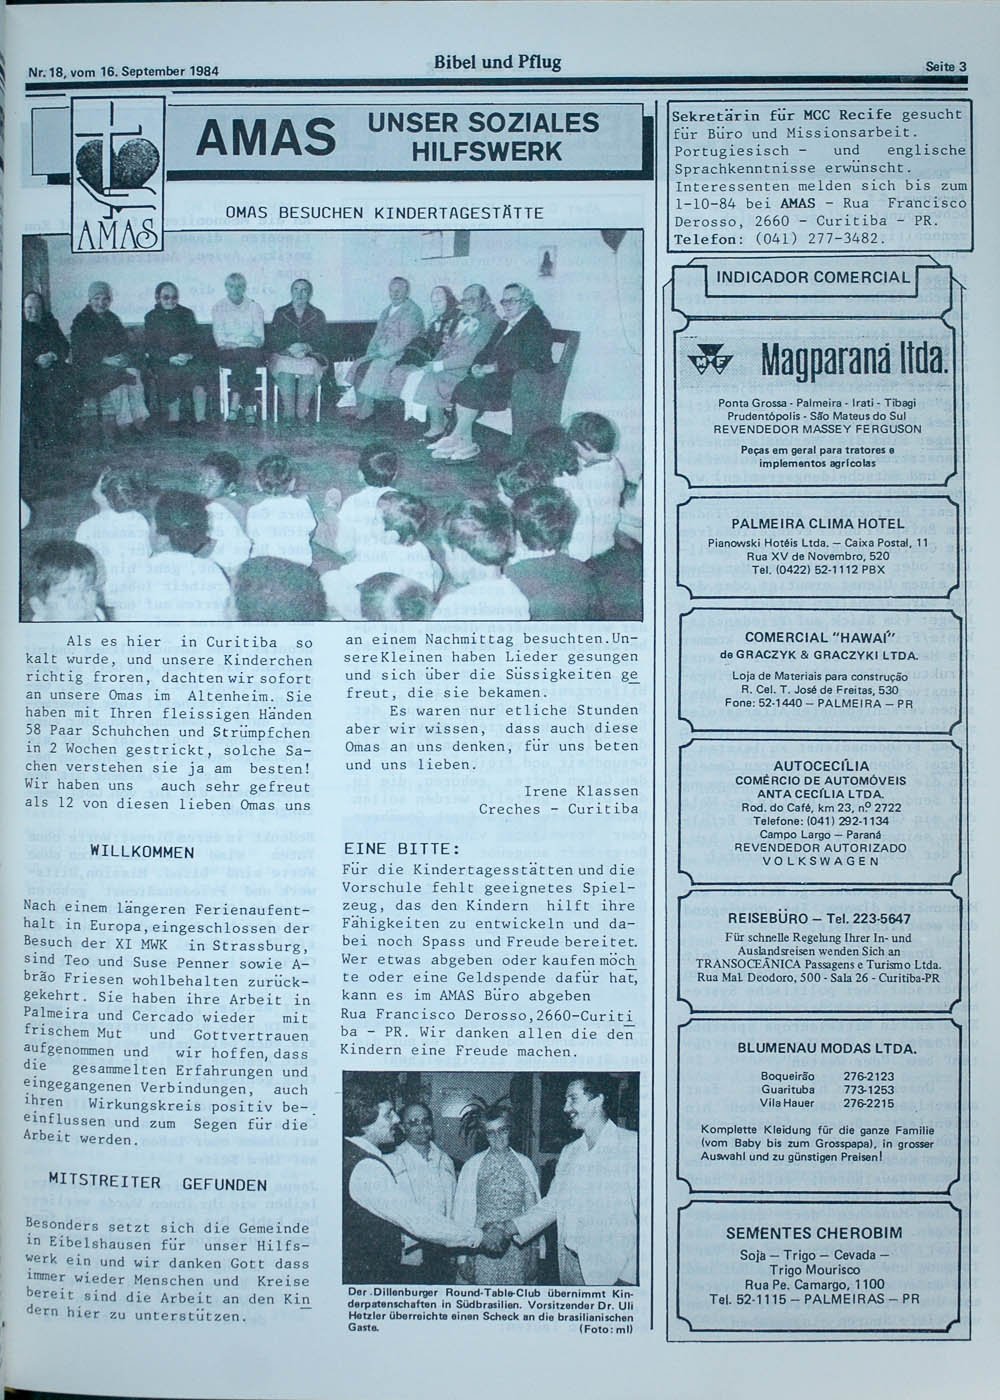 Nr. 18, vom 16. September 1984
Bibel und Pflug
Seite 3
AMAS
AMAS
UNSER SOZIALES
HILFSWERK
OMAS BESUCHEN KINDERTAGESTÄTTE
Als es hier in Curitiba so
kalt wurde, und unsere Kinderchen
richtig froren, dachten wir sofort
an unsere Omas im Altenheim. Sie
haben mit Ihren fleissigen Händen
58 Paar Schuhchen und Strümpfchen
in 2 Wochen gestrickt, solche Sa-
chen verstehen sie ja am besten!
Wir haben uns auch sehr gefreut
als 12 von diesen lieben Omas uns
an einem Nachmittag besuchten.Un-
sere Kleinen haben Lieder gesungen
und sich über die Süssigkeiten ge
freut, die sie bekamen.
Es waren nur etliche Stunden
aber wir wissen, dass auch diese
Omas an uns denken, für uns beten
und uns lieben.
Irene Klassen
Creches - Curitiba
WILLKOMMEN
Nach einem längeren Ferienaufent-
halt in Europa, eingeschlossen der
Besuch der XI MWK in Strassburg,
sind Teo und Suse Penner sowie A-
brão Friesen wohlbehalten zurück-
gekehrt. Sie haben ihre Arbeit in
Palmeira und Cercado wieder mit
frischem Mut und Gottvertrauen
aufgenommen und wir hoffen, dass
die gesammelten Erfahrungen und
eingegangenen Verbindungen, auch
ihren Wirkungskreis positiv be-
einflussen und zum Segen für die
Arbeit werden.
MITSTREITER GEFUNDEN
Besonders setzt sich die Gemeinde
in Eibelshausen für unser Hilfs-
werk ein und wir danken Gott dass
immer wieder Menschen und Kreise
bereit sind die Arbeit an den Kin
dern hier zu unterstützen.
EINE BITTE:
Für die Kindertagesstätten und die
Vorschule fehlt geeignetes Spiel-
zeug, das den Kindern hilft ihre
Fähigkeiten zu entwickeln und da-
bei noch Spass und Freude bereitet.
Wer etwas abgeben oder kaufen möch
te oder eine Geldspende dafür hat,
kann es im AMAS Büro abgeben
Rua Francisco Derosso,2660-Curiti
ba - PR. Wir danken allen die den
Kindern eine Freude machen.
Der Dillenburger Round-Table-Club übernimmt Kin-
derpatenschaften in Südbrasilien. Vorsitzender Dr. Uli
Hetzler überreichte einen Scheck an die brasilianischen
Gaste. (Foto: ml)
Sekretärin für MCC Recife gesucht
für Büro und Missionsarbeit.
Portugiesisch - und englische
Sprachkenntnisse erwünscht.
Interessenten melden sich bis zum
1-10-84 bei AMAS - Rua Francisco
Derosso, 2660 - Curitiba - PR.
Telefon: (041) 277-3482.
INDICADOR COMERCIAL
MF
Magparaná ltda.
Ponta Grossa - Palmeira - Irati - Tibagi
Prudentópolis - São Mateus do Sul
REVENDEDOR MASSEY FERGUSON
Peças em geral para tratores e
implementos agrícolas
PALMEIRA CLIMA HOTEL
Pianowski Hotéis Ltda. — Caixa Postal, 11
Rua XV de Novembro, 520
Tel. (0422) 52-1112 PBX
COMERCIAL "HAWAÍ"
de GRACZYK & GRACZYKI LTDA.
Loja de Materiais para construção
R. Cel. T. José de Freitas, 530
Fone: 52-1440 — PALMEIRA — PR
AUTOCECÍLIA
COMÉRCIO DE AUTOMÓVEIS
ANTA CECÍLIA LTDA.
Rod. do Café, km 23, nº 2722
Telefone: (041) 292-1134
Campo Largo — Paraná
REVENDEDOR AUTORIZADO
VOLKSWAGEN
REISEBÜRO — Tel. 223-5647
Für schnelle Regelung Ihrer In- und
Auslandsreisen wenden Sich an
TRANSOCEÂNICA Passagens e Turismo Ltda.
Rua Mal. Deodoro, 500 - Sala 26 - Curitiba-PR
BLUMENAU MODAS LTDA.
Boqueirão 276-2123
Guarituba 773-1253
Vila Hauer 276-2215
Komplette Kleidung für die ganze Familie
(vom Baby bis zum Grosspapa), in grosser
Auswahl und zu günstigen Preisen!
SEMENTES CHEROBIM
Soja — Trigo — Cevada —
Trigo Mourisco
Rua Pe. Camargo, 1100
Tel. 52-1115 — PALMEIRAS — PR